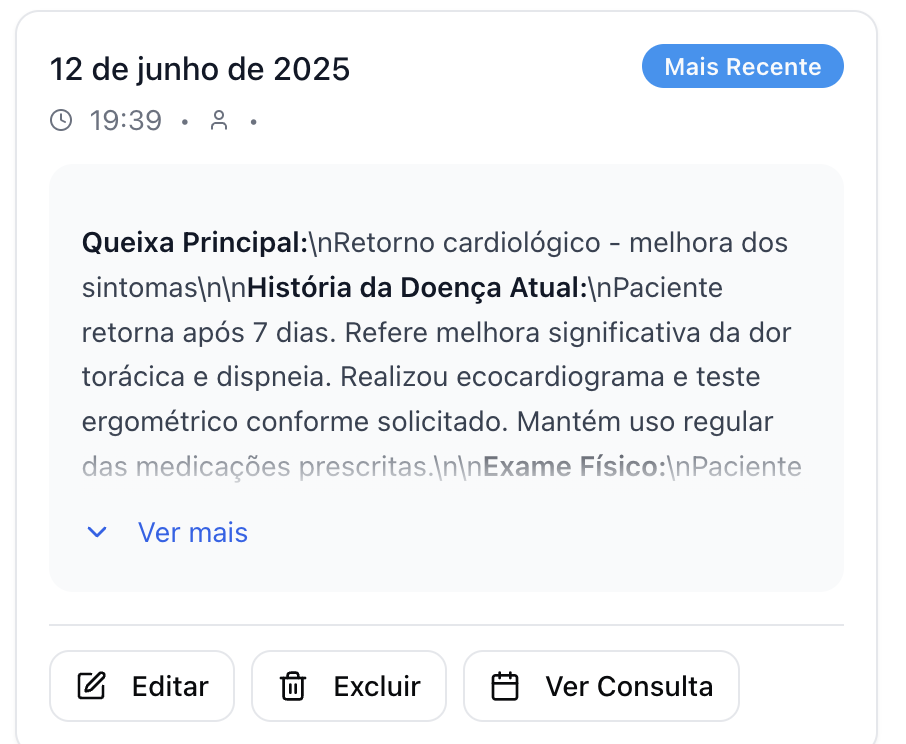 12 de junho de 2025
Mais Recente
19:39 • •
Queixa Principal:\nRetorno cardiológico - melhora dos
sintomas\n\nHistória da Doença Atual:\nPaciente
retorna após 7 dias. Refere melhora significativa da dor
torácica e dispneia. Realizou ecocardiograma e teste
ergométrico conforme solicitado. Mantém uso regular
das medicações prescritas.\n\nExame Físico:\nPaciente
Ver mais
Editar
Excluir
Ver Consulta